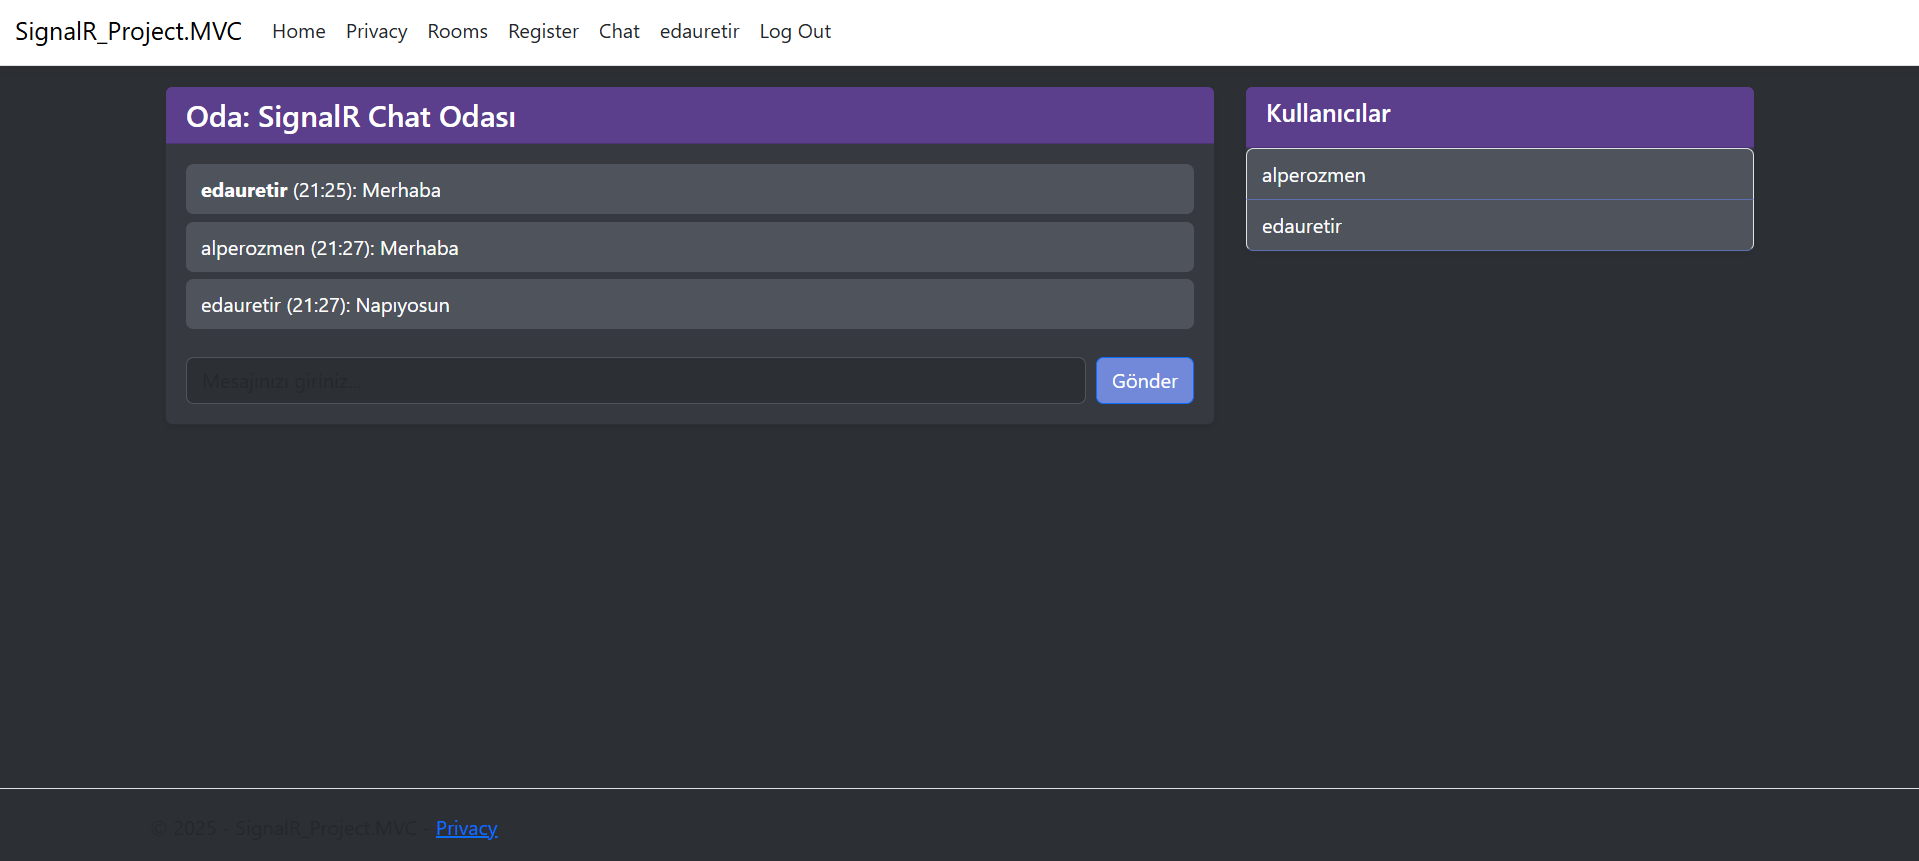 SignalR_Project.MVC Home Privacy Rooms Register Chat edauretir Log Out
Oda: SignalR Chat Odası
edauretir (21:25): Merhaba
alperozmen (21:27): Merhaba
edauretir (21:27): Napıyosun
Mesajınızı giriniz...
Gönder
Kullanıcılar
alperozmen
edauretir
© 2025 - SignalR_Project.MVC - Privacy